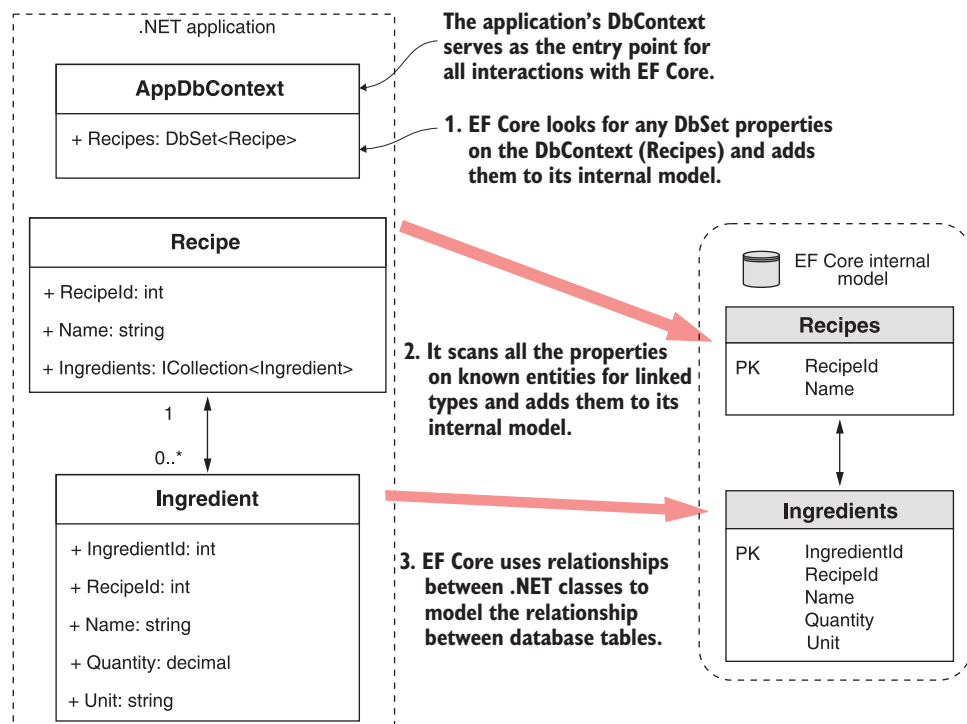 .NET application
The application's DbContext
serves as the entry point for
all interactions with EF Core.
AppDbContext
+ Recipes: DbSet<Recipe>
1. EF Core looks for any DbSet properties
on the DbContext (Recipes) and adds
them to its internal model.
Recipe
+ RecipeId: int
+ Name: string
+ Ingredients: ICollection<Ingredient>
1
0..*
2. It scans all the properties
on known entities for linked
types and adds them to its
internal model.
Ingredient
+ IngredientId: int
+ RecipeId: int
+ Name: string
+ Quantity: decimal
+ Unit: string
3. EF Core uses relationships
between .NET classes to
model the relationship
between database tables.
EF Core internal
model
Recipes
PK RecipeId
Name
Ingredients
PK IngredientId
RecipeId
Name
Quantity
Unit